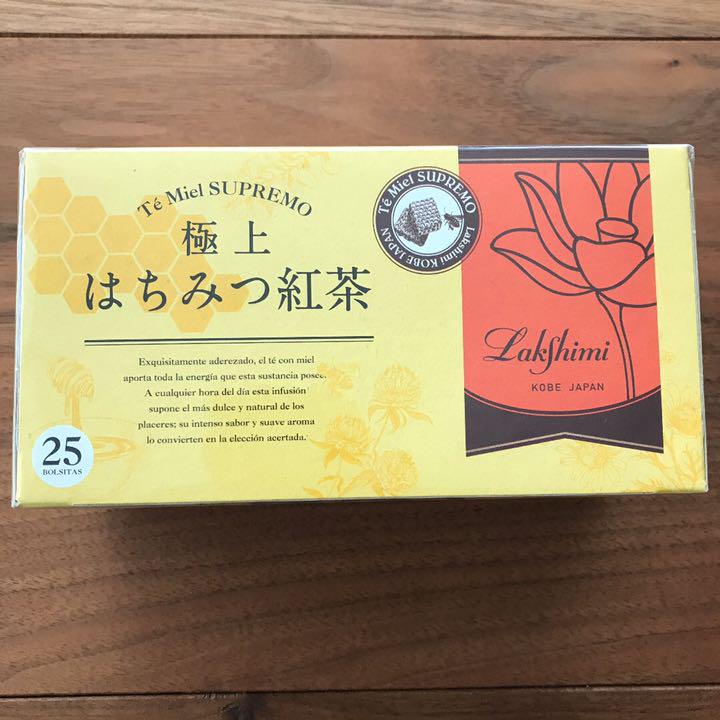 Té Miel SUPREMO
極上
はちみつ紅茶
Exquisitamente aderezado, el té con miel
aporta toda la energía que esta sustancia posee.
A cualquier hora del día esta infusión
supone el más dulce y natural de los
placeres; su intenso sabor y suave aroma
lo convierten en la elección acertada.
25
BOLSITAS
Té Miel SUPREMO
Lakshimi KOBE JAPAN
Lakshimi
KOBE JAPAN